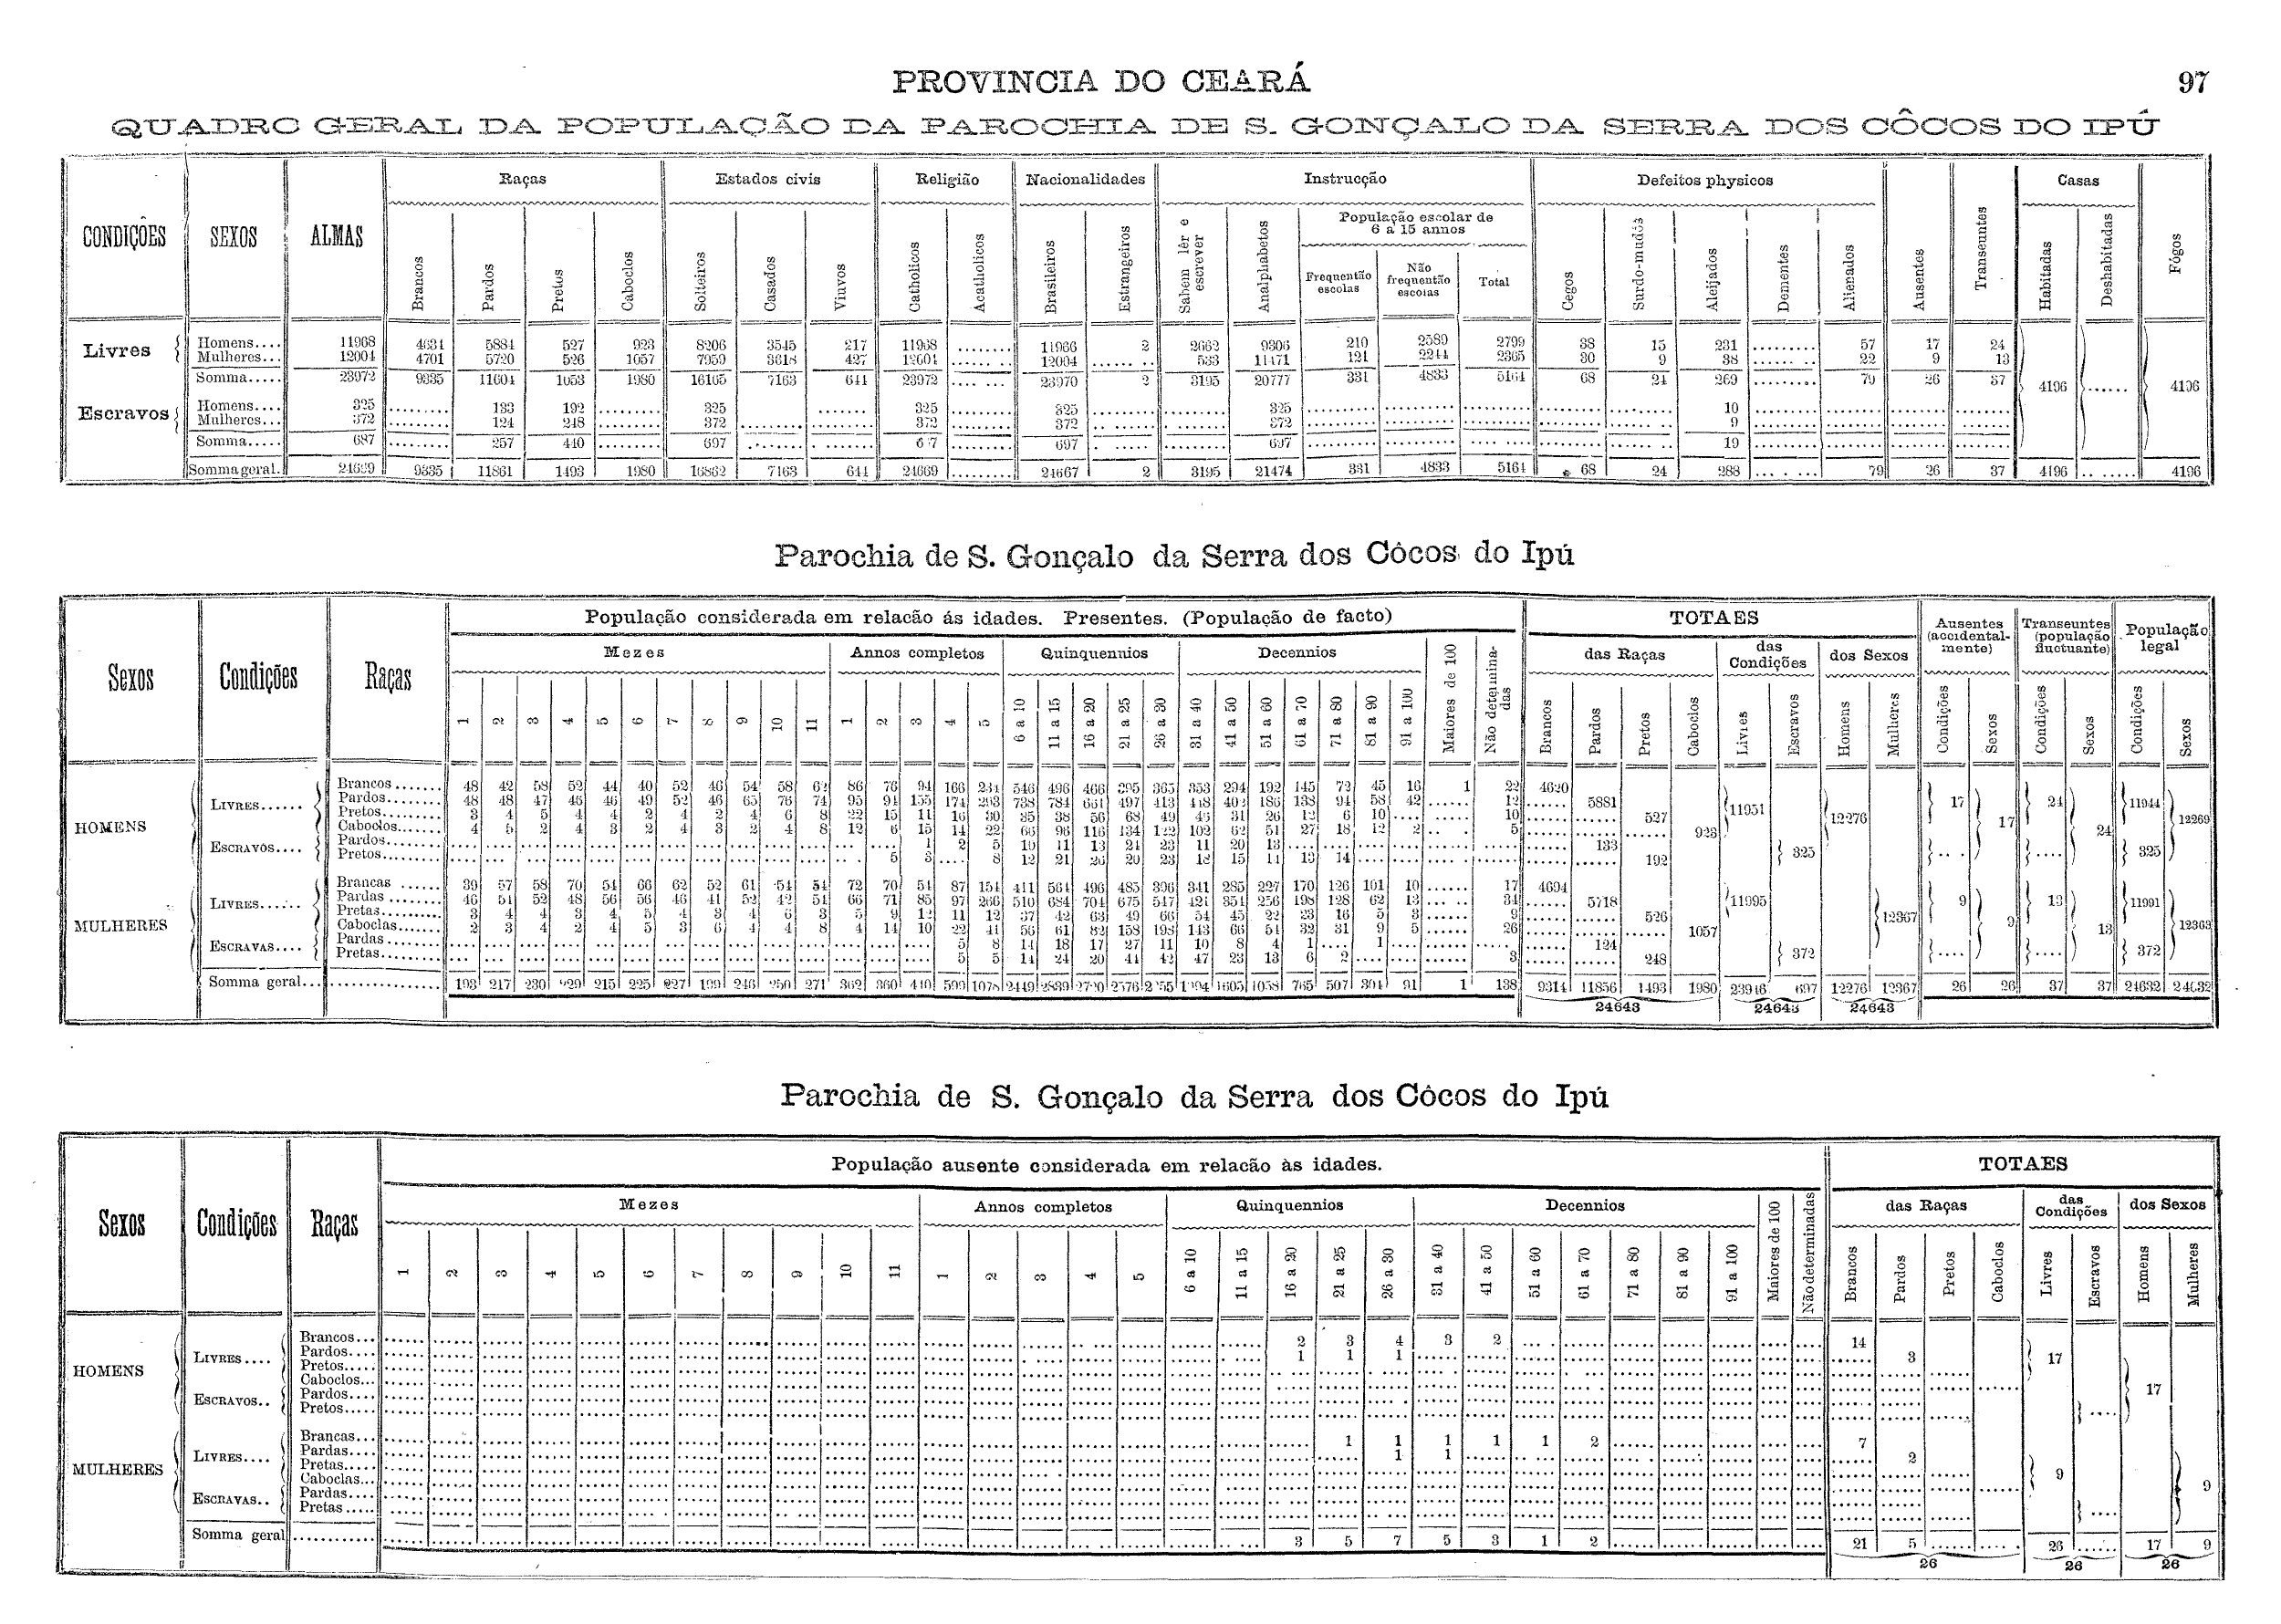 PROVINCIA DO CEARÁ 97
QUADRO GERAL DA POPULAÇÃO DA PAROCHIA DE S. GONÇALO DA SERRA DOS CÔCOS DO IPÚ
CONDIÇÕES SEXOS ALMAS Raças Estados civis Religião Nacionalidades Instrucção Defeitos physicos Ausentes Transeuntes Casas Fógos
População escolar de 6 a 15 annos
Brancos Pardos Pretos Caboclos Solteiros Casados Viuvos Catholicos Acatholicos Brasileiros Estrangeiros Sabem lêr e escrever Analphabetos Frequentão escolas Não frequentão escolas Total Cegos Surdo-mudos Aleijados Dementes Alienados Habitadas Deshabitadas
Livres Homens.... 11968 4634 5884 527 923 8206 3545 217 11968 ........ 11966 2 2662 9306 210 2589 2799 38 15 231 ......... 57 17 24
Mulheres... 12004 4701 5720 526 1057 7959 3618 427 12004 ........ 12004 ........ 533 11471 121 2244 2365 30 9 38 ........ 22 9 13
Somma..... 23972 9335 11604 1053 1980 16165 7163 644 23972 ........ 23970 2 3195 20777 331 4833 5164 68 24 269 ......... 79 26 37 4196 ...... 4196
Escravos Homens.... 325 ........ 133 192 ......... 325 ....... 325 ......... 325 ......... ........ 325 ........ 10 ........
Mulheres... 372 ........ 124 248 ......... 372 ........ 372 ......... 372 ........ 372 ........ 9 ........
Somma..... 687 ........ 257 440 ......... 697 ........ 697 ........ 697 ........ 697 ........ 19 ........
Somma geral. 24669 9335 11861 1493 1980 16862 7163 644 24669 ......... 24667 2 3195 21474 331 4833 5164 68 24 288 ........ 79 26 37 4196 ........ 4196
Parochia de S. Gonçalo da Serra dos Côcos do Ipú
Sexos Condições Raças População considerada em relacão ás idades. Presentes. (População de facto) TOTAES Ausentes (accidentalmente) Transeuntes (população fluctuante) População legal
Mezes Annos completos Quinquennios Decennios Maiores de 100 Não determinadas das Raças das Condições dos Sexos
1 2 3 4 5 6 7 8 9 10 11 1 2 3 4 5 6 a 10 11 a 15 16 a 20 21 a 25 26 a 30 31 a 40 41 a 50 51 a 60 61 a 70 71 a 80 81 a 90 91 a 100 Brancos Pardos Pretos Caboclos Livres Escravos Homens Mulheres Condições Sexos Condições Sexos Condições Sexos
HOMENS LIVRES...... Brancos....... 48 42 58 52 44 40 52 46 54 58 62 86 76 94 166 234 546 496 466 395 365 353 294 192 145 72 45 16 1 22 4620
Pardos........ 48 48 47 46 46 49 52 46 65 76 74 95 94 155 174 293 738 784 661 497 413 418 402 186 138 94 58 42 ...... 12 ...... 5881 11951 17 24 11944
Pretos........ 3 4 5 4 4 2 4 2 4 6 8 22 15 11 16 30 85 38 56 68 49 45 31 26 12 6 10 .... 10 ...... 527 12276 17 12269
Caboclos....... 4 5 2 4 3 2 4 3 2 4 8 12 6 15 14 22 66 96 116 134 122 102 62 51 27 18 12 2 .. 5 ...... 923 24
ESCRAVOS.... Pardos......... 1 2 5 10 11 13 24 23 11 20 13 .... 133 325 .... .... 325
Pretos......... 5 3 .... 8 12 21 26 20 23 18 15 14 13 14 .... 192
MULHERES LIVRES....... Brancas ...... 39 57 58 70 54 66 62 52 61 54 54 72 70 54 87 154 411 564 496 485 396 341 285 227 170 126 101 10 ...... 17 4694
Pardas ........ 46 51 52 48 56 56 46 41 52 42 51 66 71 85 97 266 510 684 704 675 547 421 354 256 198 128 62 13 ...... 34 ...... 5718 11995 9 13 11991
Pretas.......... 3 4 4 3 4 5 4 3 4 6 3 5 9 12 11 12 37 42 63 49 66 54 45 22 23 16 5 3 ...... 9 ...... 526 12367 9 12363
Caboclas....... 2 3 4 2 4 5 3 6 4 4 8 4 14 10 22 41 56 61 82 158 198 143 66 51 32 31 9 5 ...... 26 ...... 1057 13
ESCRAVAS.... Pardas......... 5 8 14 18 17 27 11 10 8 4 1 .... 1 ........ 124 372 .... .... 372
Pretas.......... 5 5 14 24 20 44 42 47 23 13 6 2 ........ 3 ...... 248
Somma geral... 193 217 230 229 215 225 227 199 246 250 271 362 360 440 599 1078 2449 2839 2720 2576 2255 1994 1605 1058 765 507 304 91 1 138 9314 11856 1493 1980 23946 697 12276 12367 26 26 37 37 24632 24632
24643 24643 24643
Parochia de S. Gonçalo da Serra dos Côcos do Ipú
Sexos Condições Raças População ausente considerada em relacão às idades. TOTAES
Mezes Annos completos Quinquennios Decennios Maiores de 100 Não determinadas das Raças das Condições dos Sexos
1 2 3 4 5 6 7 8 9 10 11 1 2 3 4 5 6 a 10 11 a 15 16 a 20 21 a 25 26 a 30 31 a 40 41 a 50 51 a 60 61 a 70 71 a 80 81 a 90 91 a 100 Brancos Pardos Pretos Caboclos Livres Escravos Homens Mulheres
HOMENS LIVRES.... Brancos... ...... 2 3 4 3 2 ...... 14
Pardos.... ...... 1 1 1 ...... 3 17
Pretos..... ......
Caboclos... ...... 17
ESCRAVOS.. Pardos.... ......
Pretos..... ......
MULHERES LIVRES.... Brancas... ...... 1 1 1 1 1 2 ...... 7
Pardas.... ...... 1 1 ...... 2
Pretas..... ...... 9
Caboclas... ...... 9
ESCRAVAS.. Pardas.... ......
Pretas ..... ......
Somma geral ............ 3 5 7 5 3 1 2 ...... 21 5 ...... 26 ...... 17 9
26 26 26